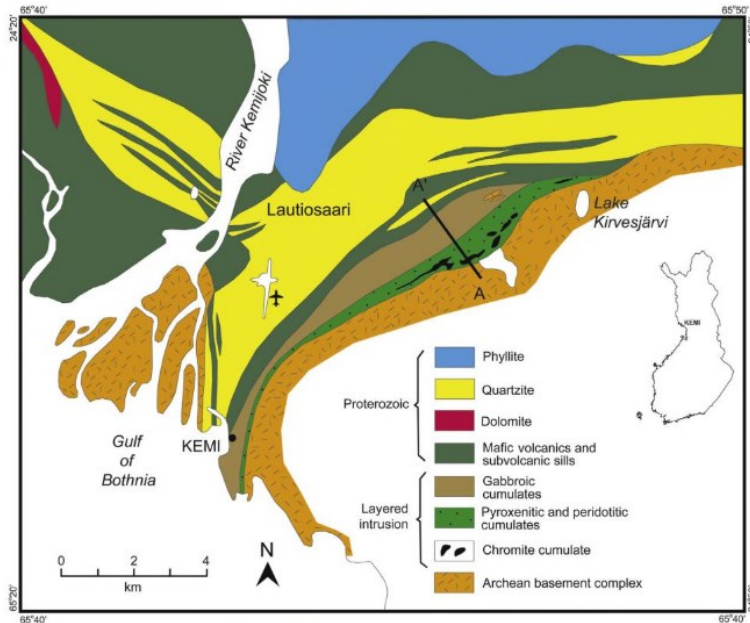 65°40'
65°50'
24°20'
River Kemijoki
Lautiosaari
A'
A
Lake
Kirvesjärvi
KEMI
Gulf
of
Bothnia
KEMI
Proterozoic
Phyllite
Quartzite
Dolomite
Mafic volcanics and
subvolcanic sills
Layered
intrusion
Gabbroic
cumulates
Pyroxenitic and peridotitic
cumulates
Chromite cumulate
Archean basement complex
0 2 4
km
N
65°20'
65°40'
65°40'